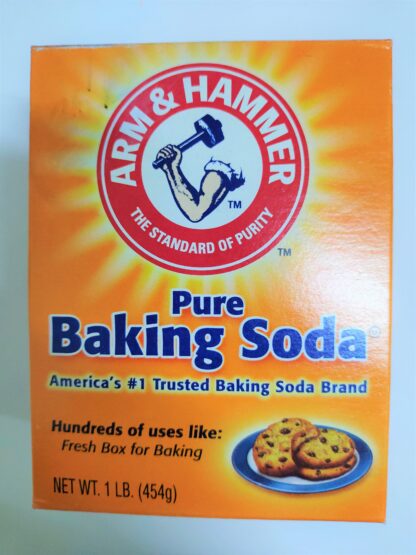 ARM & HAMMER
TM
THE STANDARD OF PURITY
TM
Pure
Baking Soda
America's #1 Trusted Baking Soda Brand
Hundreds of uses like:
Fresh Box for Baking
NET WT. 1 LB. (454g)